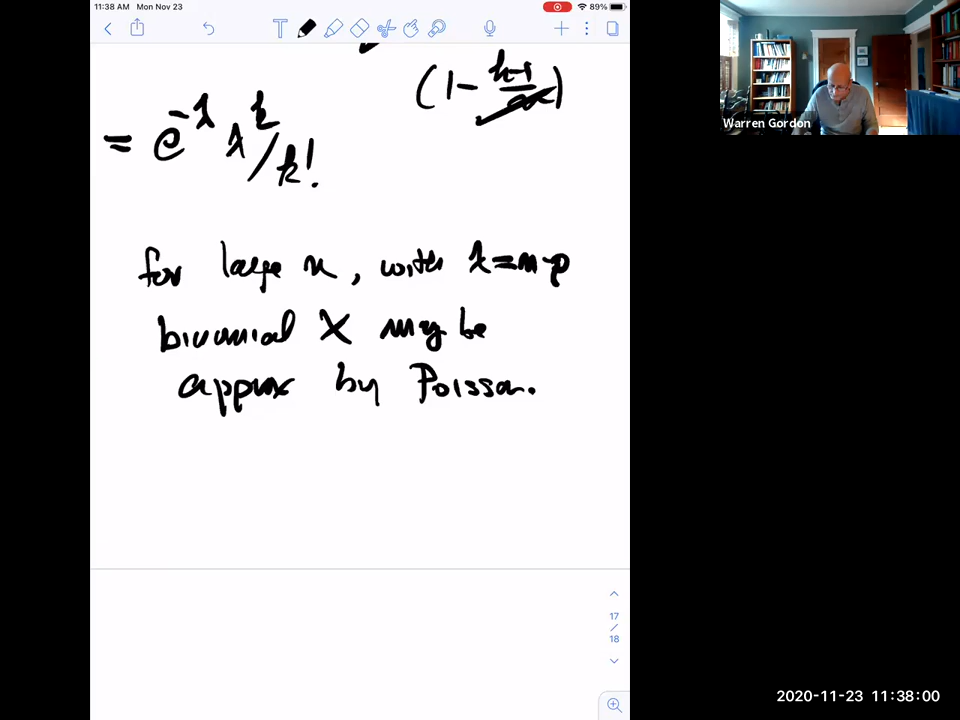 11:38 AM Mon Nov 23
89%
(1 - (k-1)/n)
= e^{-λ} λ^k / k!
for large n, with λ = n·p
binomial X may be
approx by Poisson.
Warren Gordon
17
/
18
2020-11-23 11:38:00